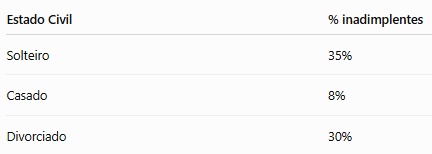 Estado Civil % inadimplentes
Solteiro 35%
Casado 8%
Divorciado 30%